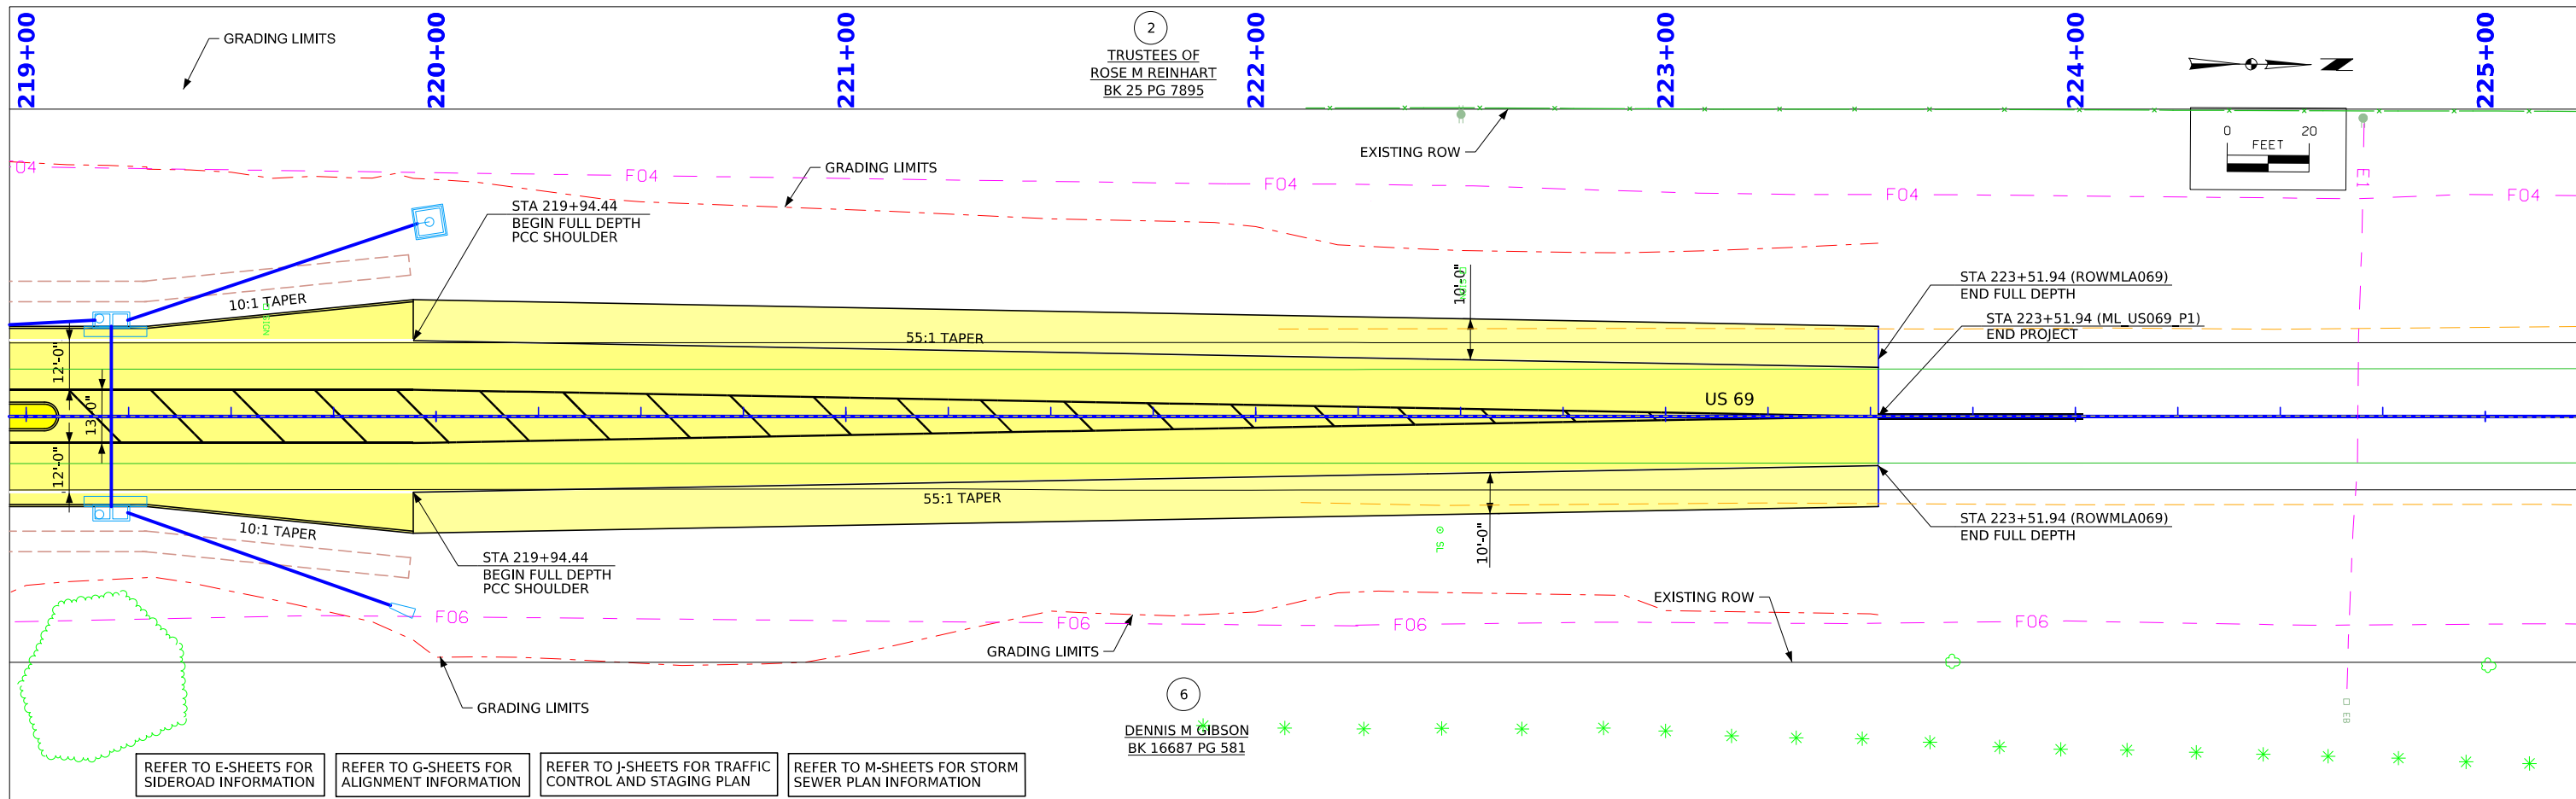 219+00
220+00
221+00
222+00
223+00
224+00
225+00
GRADING LIMITS
2
TRUSTEES OF
ROSE M REINHART
BK 25 PG 7895
EXISTING ROW
0 20
FEET
GRADING LIMITS
F04
F04
F04
F04
F04
E1
STA 219+94.44
BEGIN FULL DEPTH
PCC SHOULDER
10:1 TAPER
SIGN
10'-0"
STA 223+51.94 (ROWMLA069)
END FULL DEPTH
STA 223+51.94 (ML_US069_P1)
END PROJECT
55:1 TAPER
12'-0"
13'-0"
12'-0"
US 69
55:1 TAPER
10:1 TAPER
10'-0"
SL
STA 223+51.94 (ROWMLA069)
END FULL DEPTH
STA 219+94.44
BEGIN FULL DEPTH
PCC SHOULDER
EXISTING ROW
F06
F06
F06
F06
GRADING LIMITS
GRADING LIMITS
6
DENNIS M GIBSON
BK 16687 PG 581
EB
REFER TO E-SHEETS FOR
SIDEROAD INFORMATION
REFER TO G-SHEETS FOR
ALIGNMENT INFORMATION
REFER TO J-SHEETS FOR TRAFFIC
CONTROL AND STAGING PLAN
REFER TO M-SHEETS FOR STORM
SEWER PLAN INFORMATION